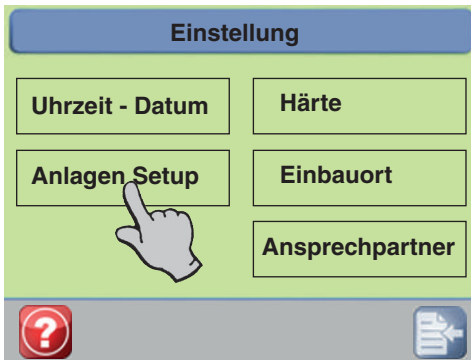 Einstellung
Uhrzeit - Datum
Härte
Anlagen Setup
Einbauort
Ansprechpartner
?